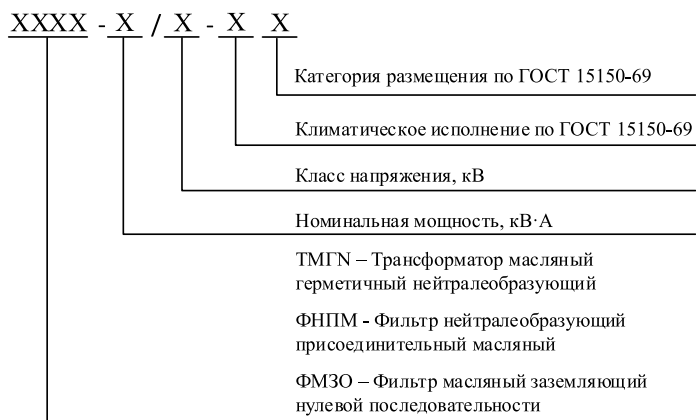 XXXX - X / X - X X
Категория размещения по ГОСТ 15150-69
Климатическое исполнение по ГОСТ 15150-69
Класс напряжения, кВ
Номинальная мощность, кВ·А
ТМГN – Трансформатор масляный
герметичный нейтралеобразующий
ФНПМ - Фильтр нейтралеобразующий
присоединительный масляный
ФМЗО – Фильтр масляный заземляющий
нулевой последовательности